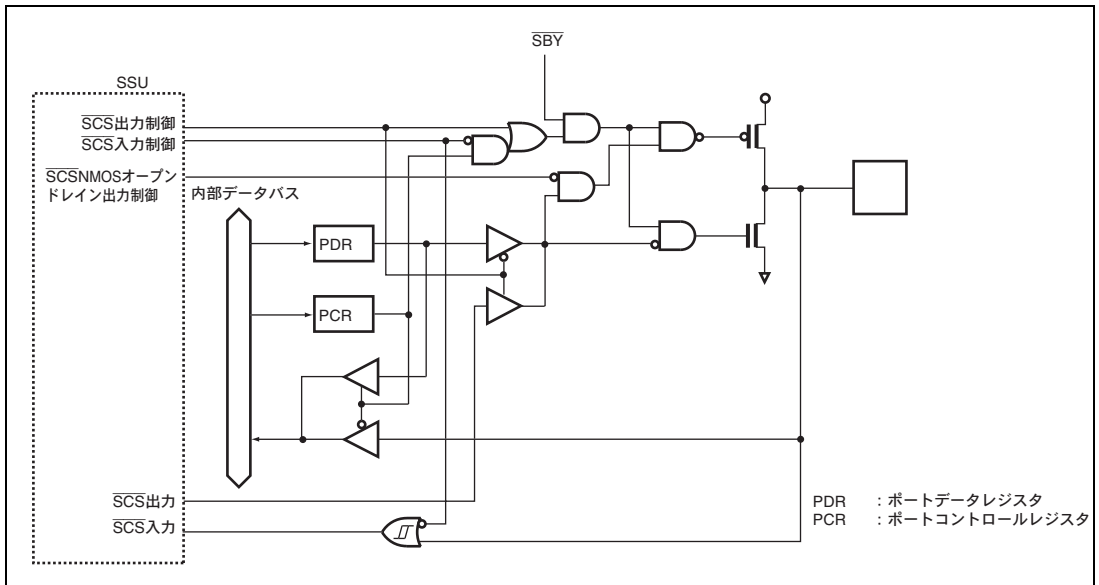 SBY
SSU
SCS出力制御
SCS入力制御
SCSNMOSオープン
ドレイン出力制御
内部データバス
PDR
PCR
SCS出力
SCS入力
PDR :ポートデータレジスタ
PCR :ポートコントロールレジスタ